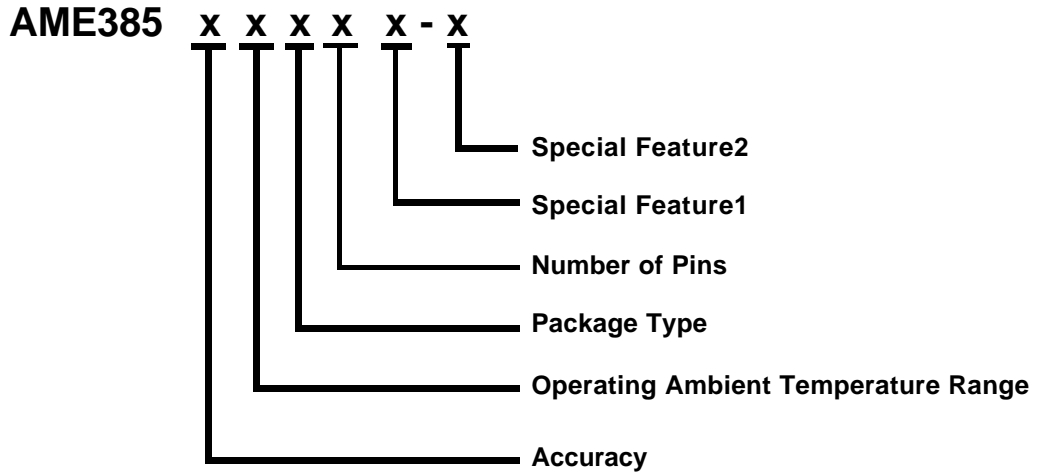 AME385 x x x x x - x
Special Feature2
Special Feature1
Number of Pins
Package Type
Operating Ambient Temperature Range
Accuracy